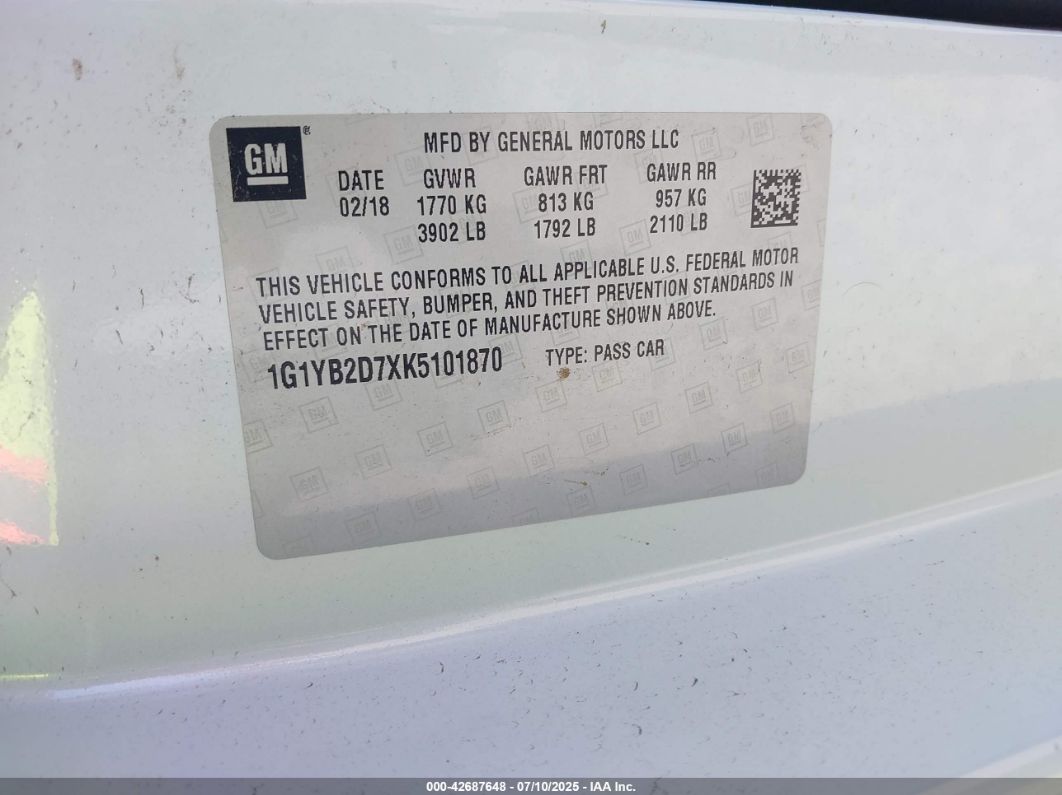 GM®
MFD BY GENERAL MOTORS LLC
DATE GVWR GAWR FRT GAWR RR
02/18 1770 KG 813 KG 957 KG
3902 LB 1792 LB 2110 LB
THIS VEHICLE CONFORMS TO ALL APPLICABLE U.S. FEDERAL MOTOR
VEHICLE SAFETY, BUMPER, AND THEFT PREVENTION STANDARDS IN
EFFECT ON THE DATE OF MANUFACTURE SHOWN ABOVE.
1G1YB2D7XK5101870 TYPE: PASS CAR
000-42687648 - 07/10/2025 - IAA Inc.